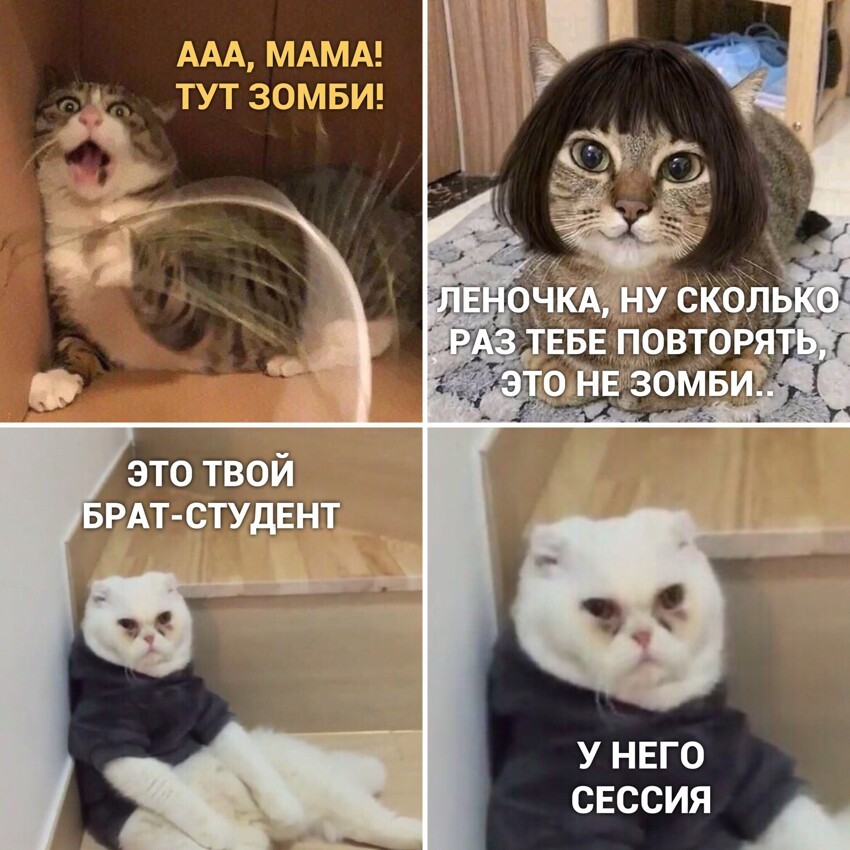 ААА, МАМА!
ТУТ ЗОМБИ!
ЛЕНОЧКА, НУ СКОЛЬКО
РАЗ ТЕБЕ ПОВТОРЯТЬ,
ЭТО НЕ ЗОМБИ..
ЭТО ТВОЙ
БРАТ-СТУДЕНТ
У НЕГО
СЕССИЯ